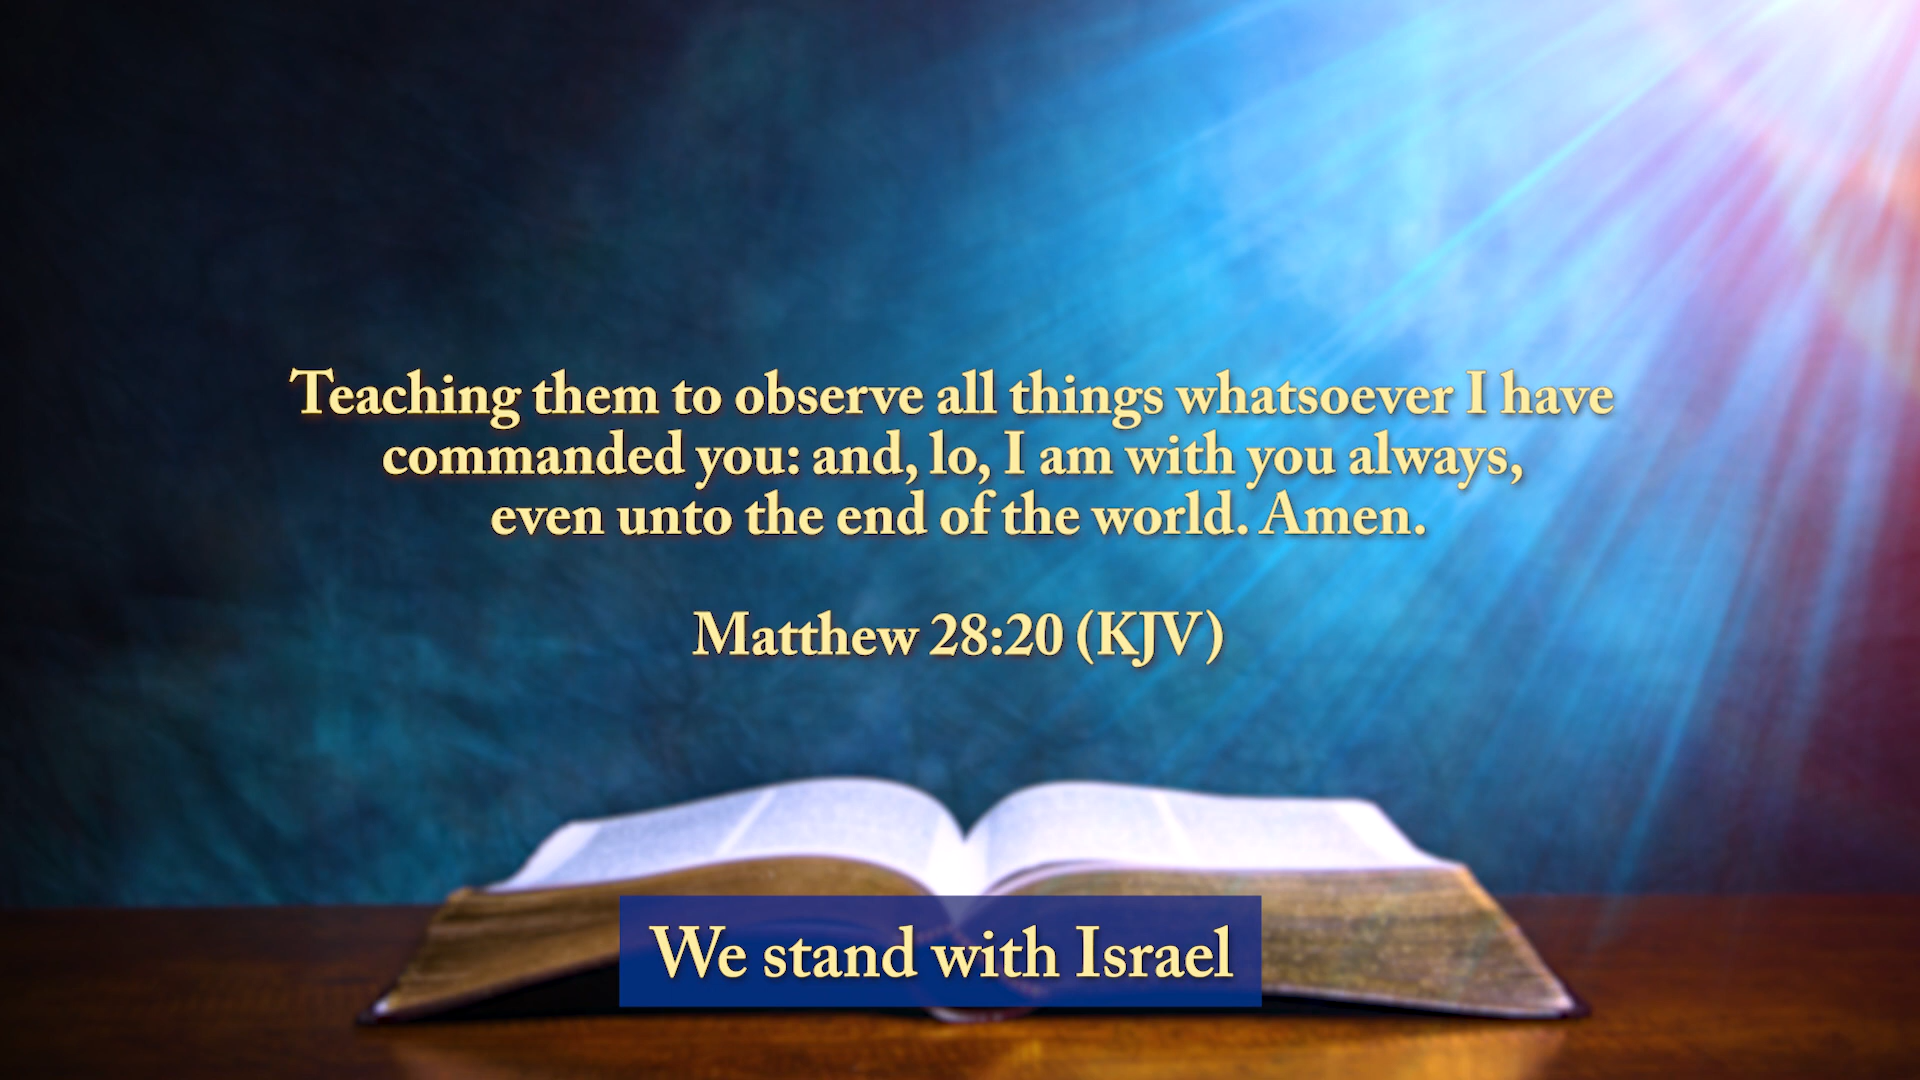 Teaching them to observe all things whatsoever I have
commanded you: and, lo, I am with you always,
even unto the end of the world. Amen.
Matthew 28:20 (KJV)
We stand with Israel